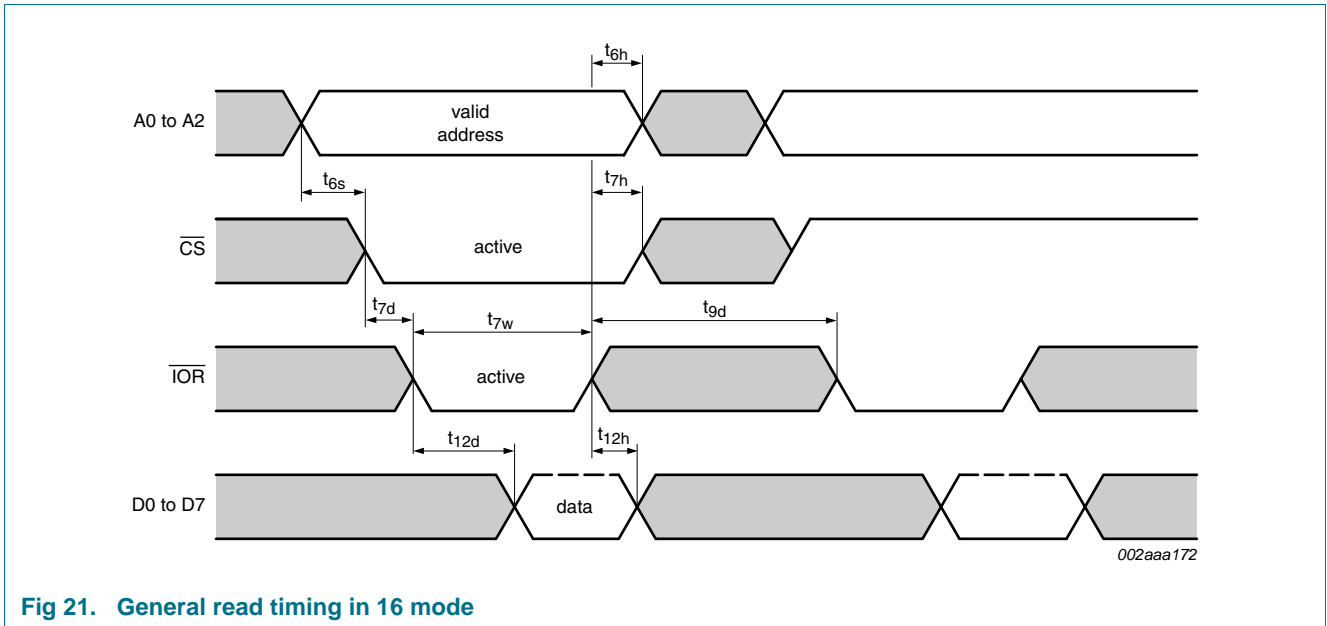 t6h
A0 to A2
valid
address
t6s
t7h
CS
active
t7d
t7w
t9d
IOR
active
t12d
t12h
D0 to D7
data
002aaa172
Fig 21. General read timing in 16 mode